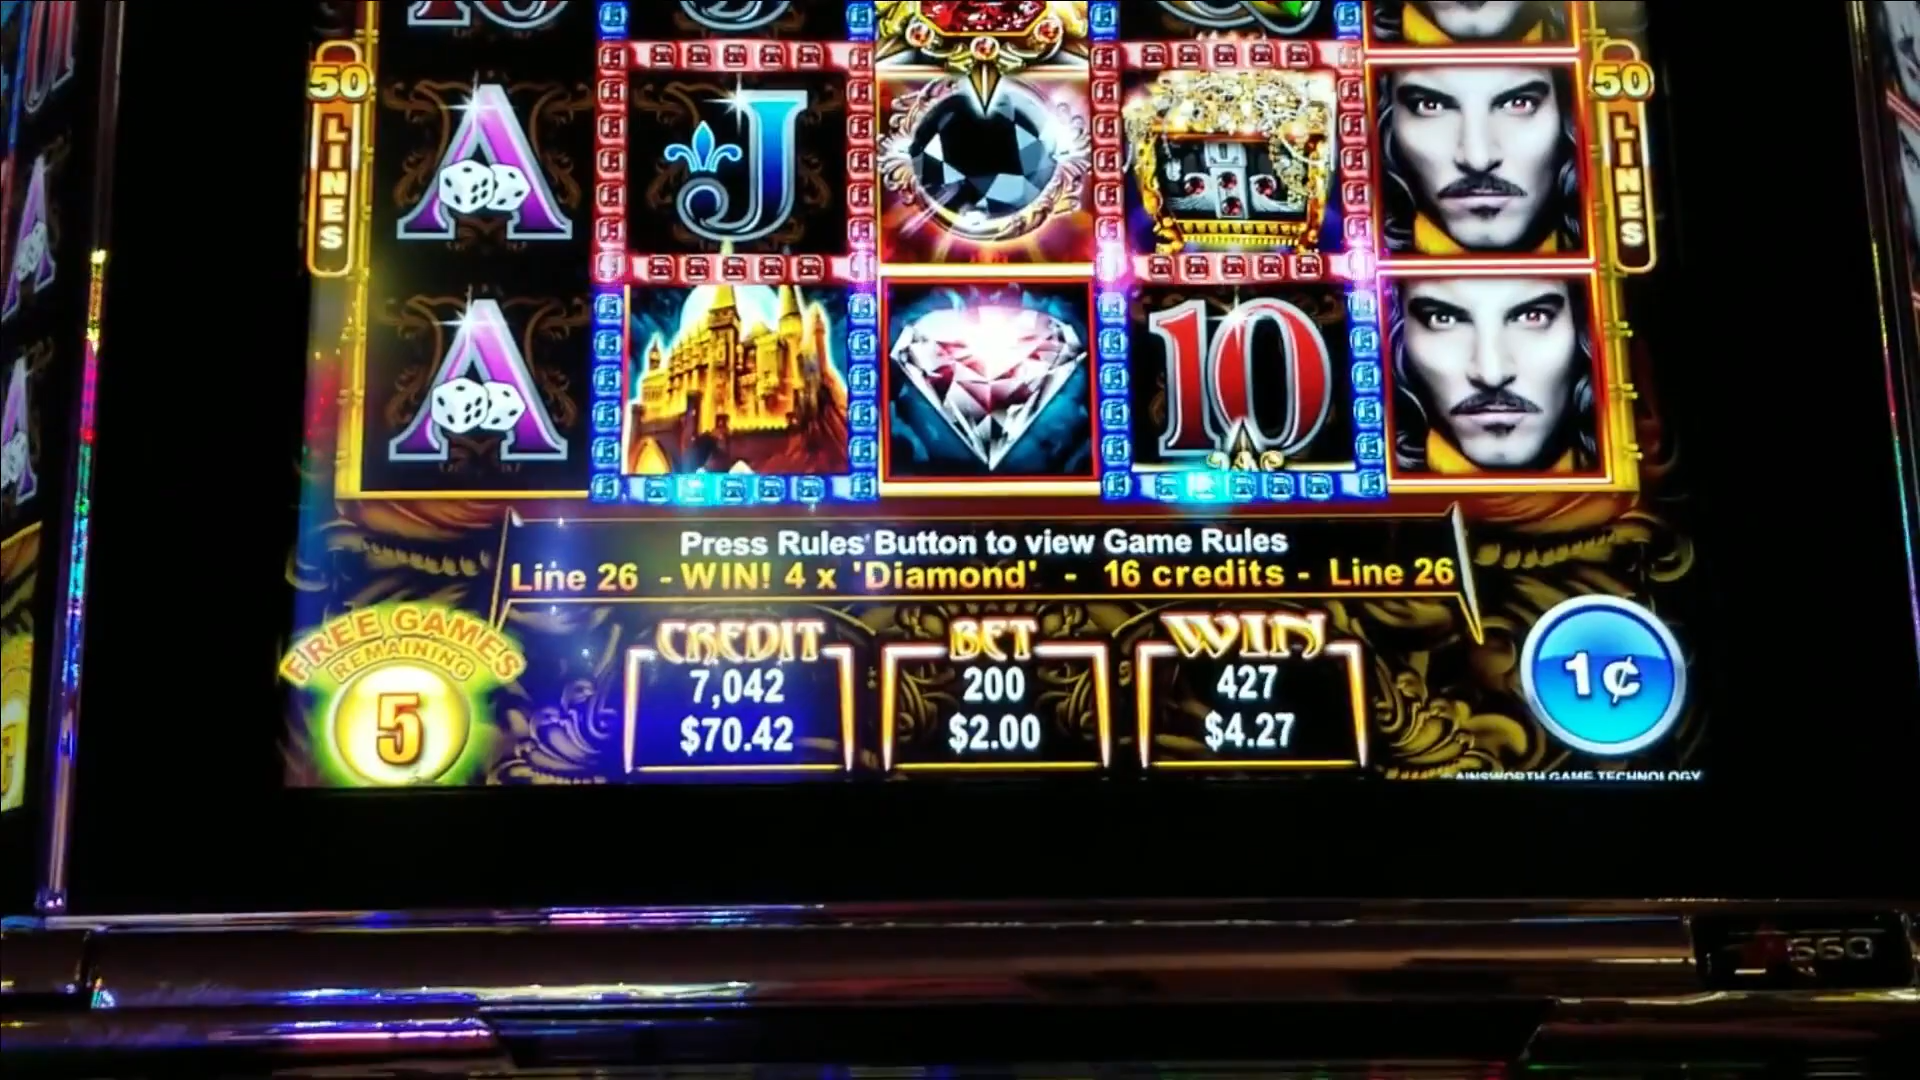 50
LINES
50
LINES
A
J
A
10
Press Rules Button to view Game Rules
Line 26 - WIN! 4 x 'Diamond' - 16 credits - Line 26
FREE GAMES
REMAINING
5
CREDIT
7,042
$70.42
BET
200
$2.00
WIN
427
$4.27
1¢
AINSWORTH GAME TECHNOLOGY
A560